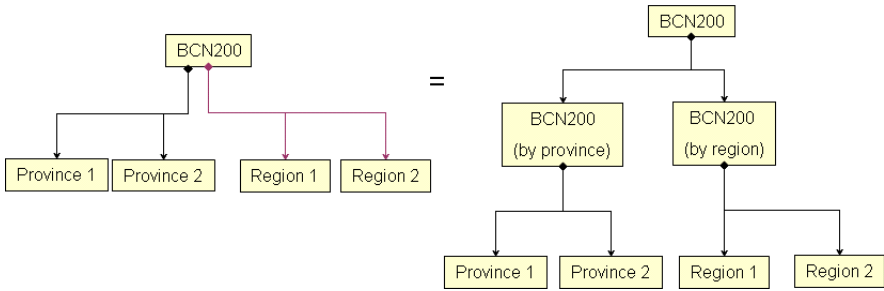 BCN200
Province 1
Province 2
Region 1
Region 2
=
BCN200
BCN200
(by province)
BCN200
(by region)
Province 1
Province 2
Region 1
Region 2